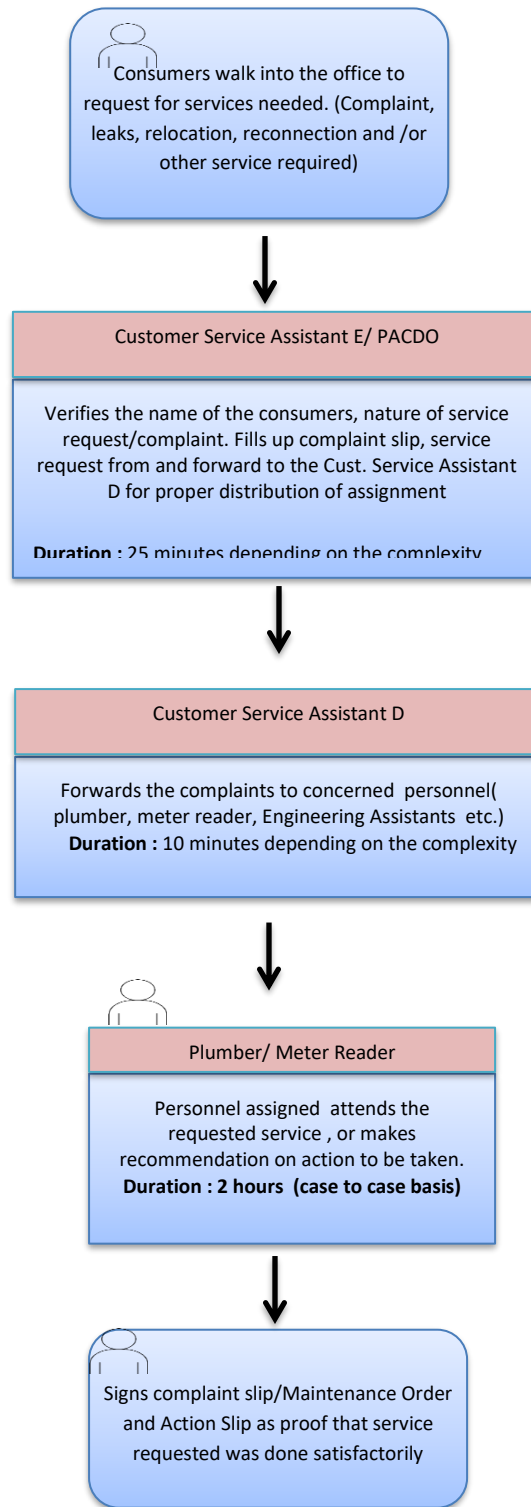 Consumers walk into the office to
request for services needed. (Complaint,
leaks, relocation, reconnection and /or
other service required)
Customer Service Assistant E/ PACDO
Verifies the name of the consumers, nature of service
request/complaint. Fills up complaint slip, service
request from and forward to the Cust. Service Assistant
D for proper distribution of assignment
Duration : 25 minutes depending on the complexity
Customer Service Assistant D
Forwards the complaints to concerned personnel(
plumber, meter reader, Engineering Assistants etc.)
Duration : 10 minutes depending on the complexity
Plumber/ Meter Reader
Personnel assigned attends the
requested service , or makes
recommendation on action to be taken.
Duration : 2 hours (case to case basis)
Signs complaint slip/Maintenance Order
and Action Slip as proof that service
requested was done satisfactorily